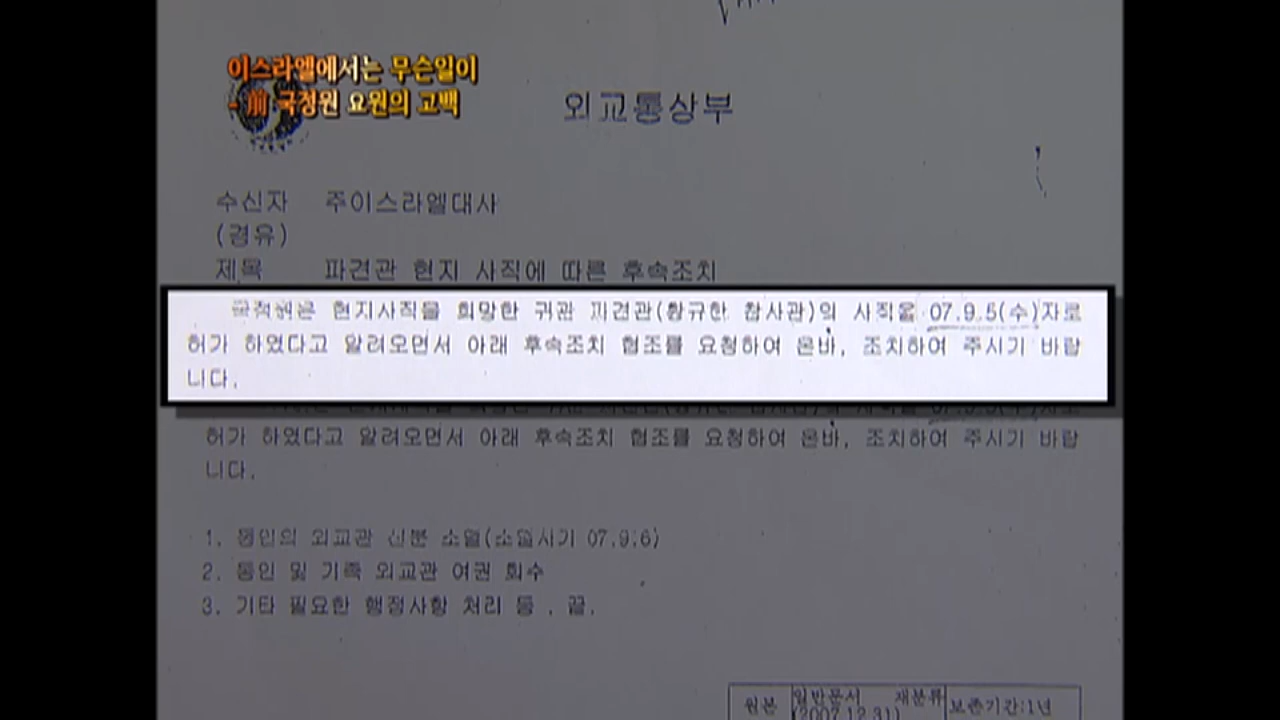 이스라엘에서는 무슨일이
- 前 국정원 요원의 고백
외교통상부
수신자 주이스라엘대사
(경유)
제목 파견관 현지 사직에 따른 후속조치
국정원은 현지사직을 희망한 귀관 파견관(황규한 참사관)의 사직을 07.9.5(수)자로
허가 하였다고 알려오면서 아래 후속조치 협조를 요청하여 온바, 조치하여 주시기 바랍
니다.
허가 하였다고 알려오면서 아래 후속조치 협조를 요청하여 온바, 조치하여 주시기 바랍
니다.
1. 동인의 외교관 신분 소멸(소멸시기 07.9.6)
2. 동인 및 가족 외교관 여권 회수
3. 기타 필요한 행정사항 처리 등 . 끝.
원본 일반문서 재분류 보존기간:1년
(2007.12.31)